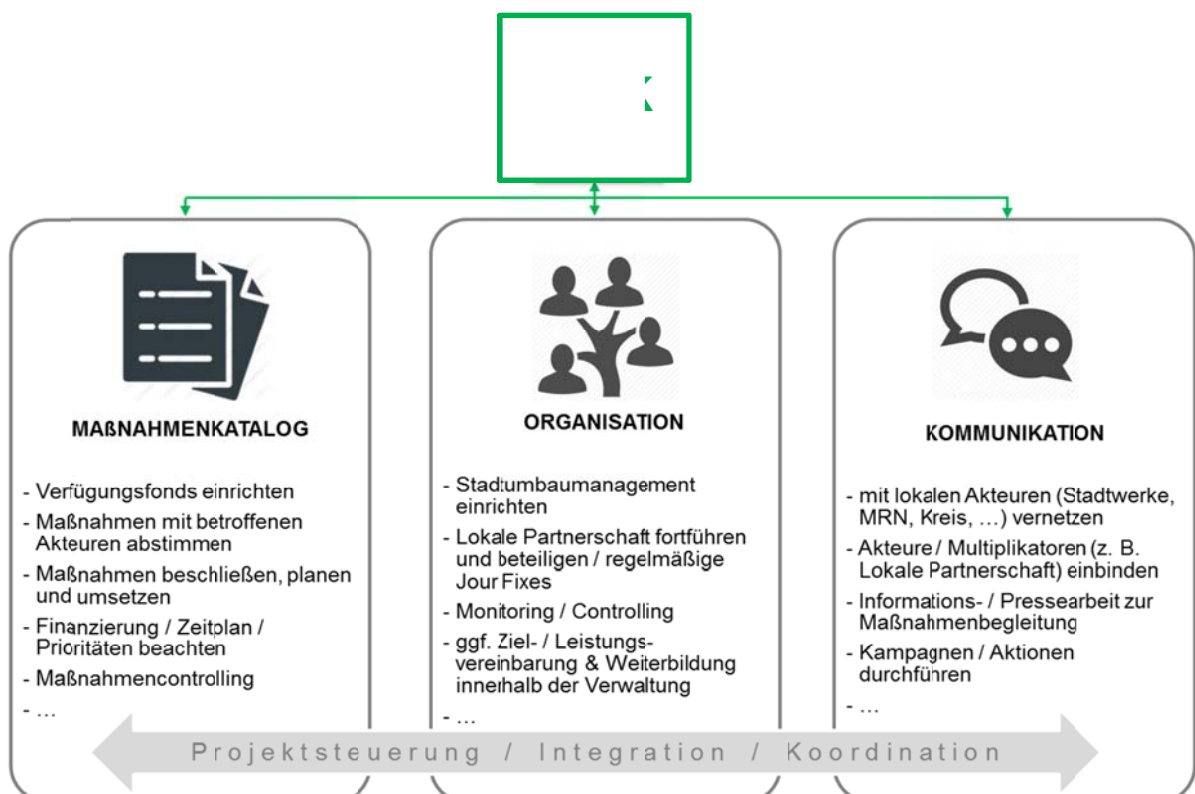 MAßNAHMENKATALOG
- Verfügungsfonds einrichten
- Maßnahmen mit betroffenen
Akteuren abstimmen
- Maßnahmen beschließen, planen
und umsetzen
- Finanzierung / Zeitplan /
Prioritäten beachten
- Maßnahmencontrolling
- ...
ORGANISATION
- Stadtumbaumanagement
einrichten
- Lokale Partnerschaft fortführen
und beteiligen / regelmäßige
Jour Fixes
- Monitoring / Controlling
- ggf. Ziel- / Leistungs-
vereinbarung & Weiterbildung
innerhalb der Verwaltung
- ...
KOMMUNIKATION
- mit lokalen Akteuren (Stadtwerke,
MRN, Kreis, ...) vernetzen
- Akteure / Multiplikatoren (z. B.
Lokale Partnerschaft) einbinden
- Informations- / Pressearbeit zur
Maßnahmenbegleitung
- Kampagnen / Aktionen
durchführen
- ...
Projektsteuerung / Integration / Koordination